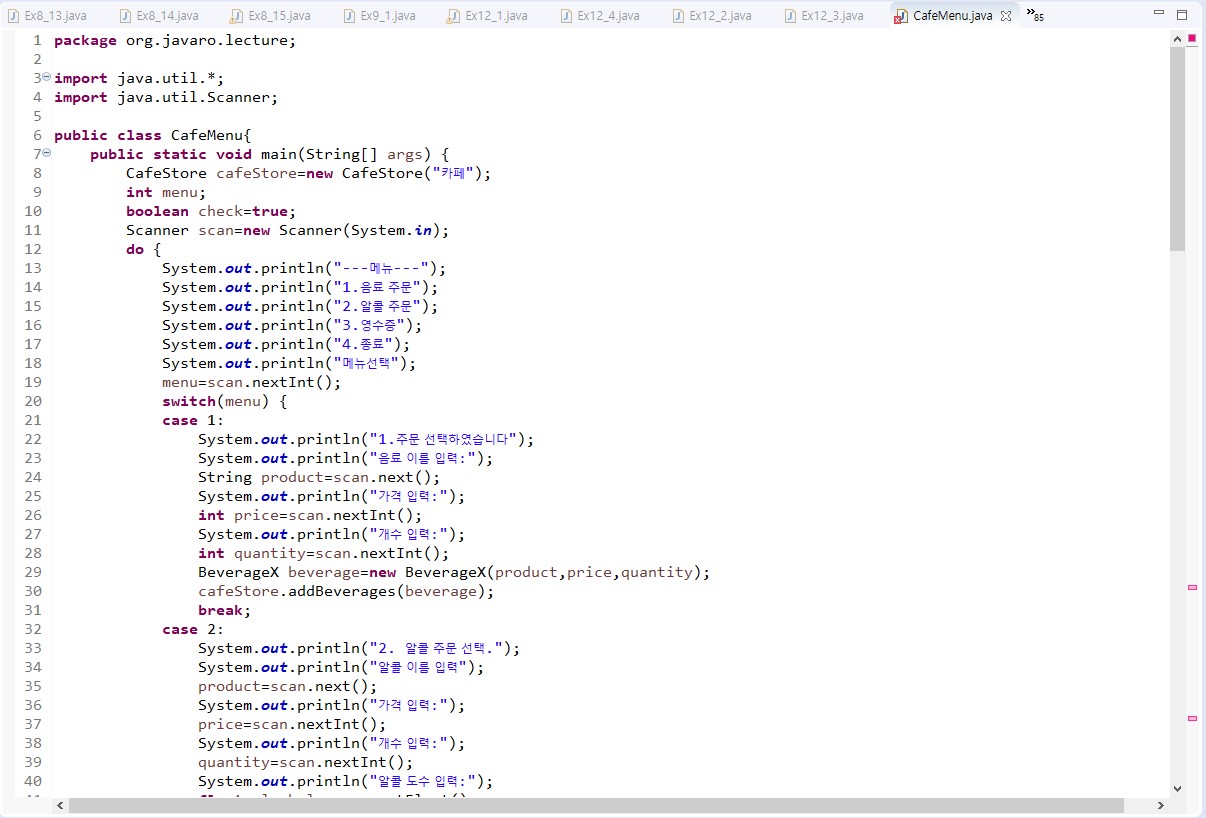 Ex8_13.java Ex8_14.java Ex8_15.java Ex9_1.java Ex12_1.java Ex12_4.java Ex12_2.java Ex12_3.java CafeMenu.java 85
1 package org.javaro.lecture;
2
3 import java.util.*;
4 import java.util.Scanner;
5
6 public class CafeMenu{
7 public static void main(String[] args) {
8 CafeStore cafeStore=new CafeStore("카페");
9 int menu;
10 boolean check=true;
11 Scanner scan=new Scanner(System.in);
12 do {
13 System.out.println("---메뉴---");
14 System.out.println("1.음료 주문");
15 System.out.println("2.알콜 주문");
16 System.out.println("3.영수증");
17 System.out.println("4.종료");
18 System.out.println("메뉴선택");
19 menu=scan.nextInt();
20 switch(menu) {
21 case 1:
22 System.out.println("1.주문 선택하였습니다");
23 System.out.println("음료 이름 입력:");
24 String product=scan.next();
25 System.out.println("가격 입력:");
26 int price=scan.nextInt();
27 System.out.println("개수 입력:");
28 int quantity=scan.nextInt();
29 BeverageX beverage=new BeverageX(product,price,quantity);
30 cafeStore.addBeverages(beverage);
31 break;
32 case 2:
33 System.out.println("2. 알콜 주문 선택.");
34 System.out.println("알콜 이름 입력");
35 product=scan.next();
36 System.out.println("가격 입력:");
37 price=scan.nextInt();
38 System.out.println("개수 입력:");
39 quantity=scan.nextInt();
40 System.out.println("알콜 도수 입력:");